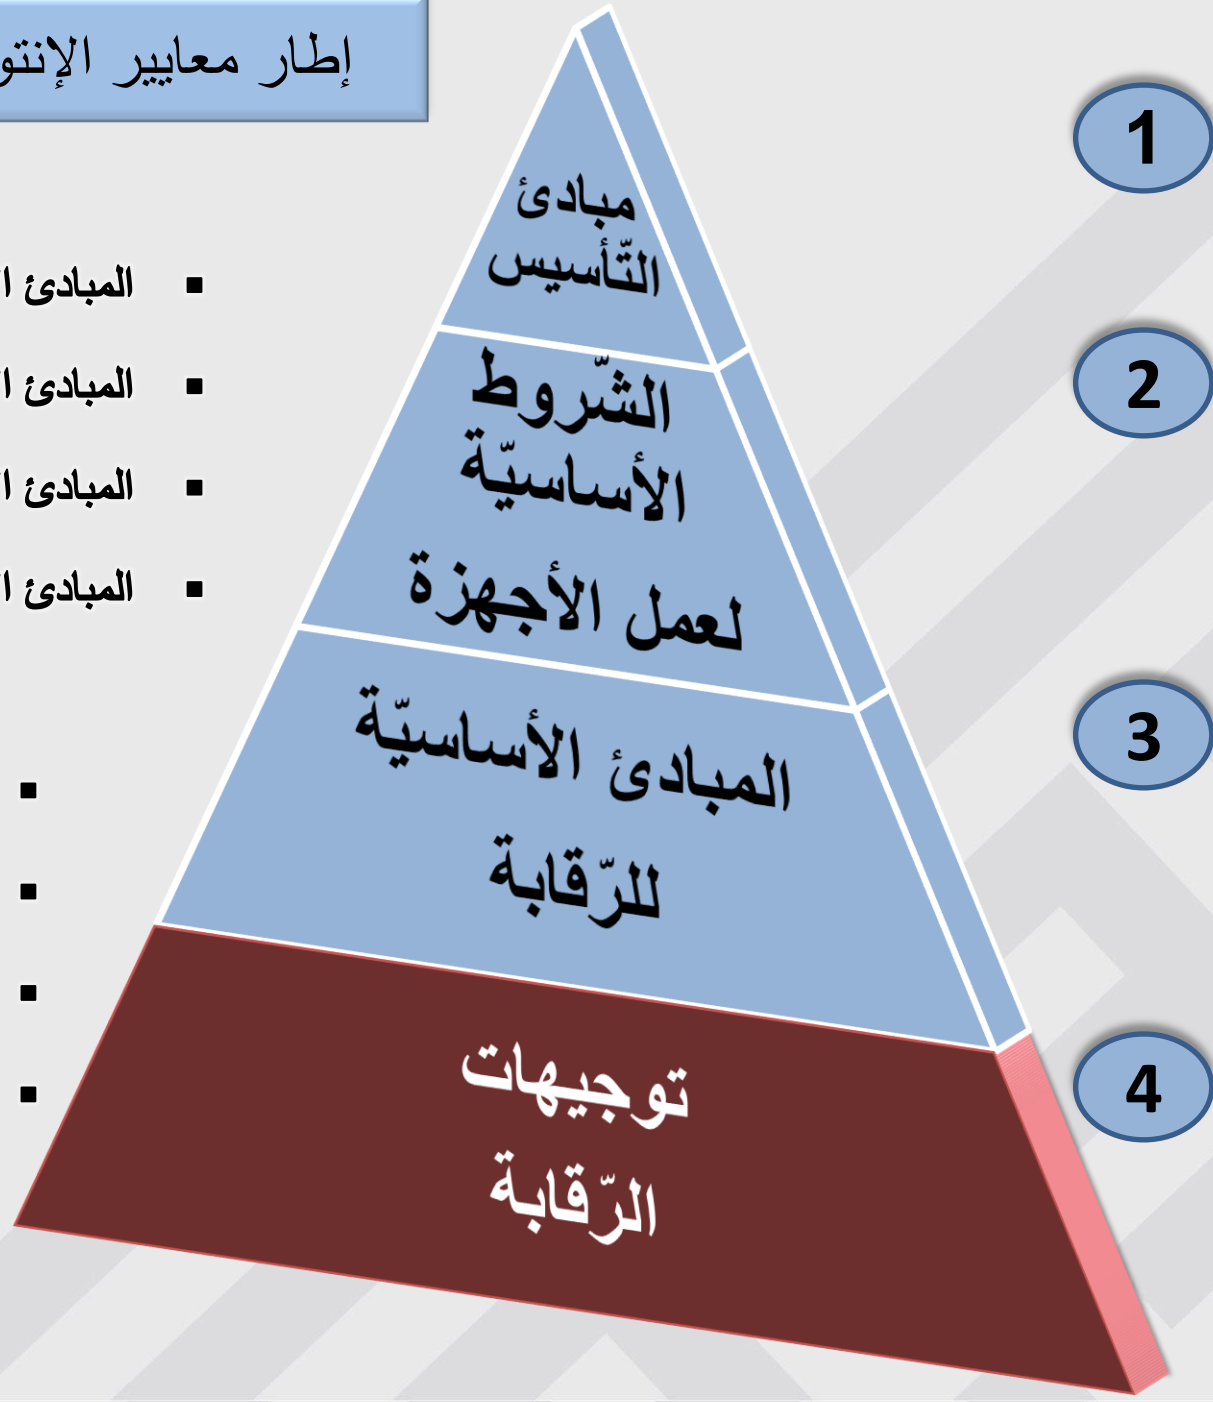 إطار معايير
1
مبادئ
التّأسيس
المبادئ
2
الشّروط
الأساسيّة
لعمل الأجهزة
المبادئ
المبادئ
المبادئ
3
المبادئ الأساسيّة
للرّقابة
4
توجيهات
الرّقابة